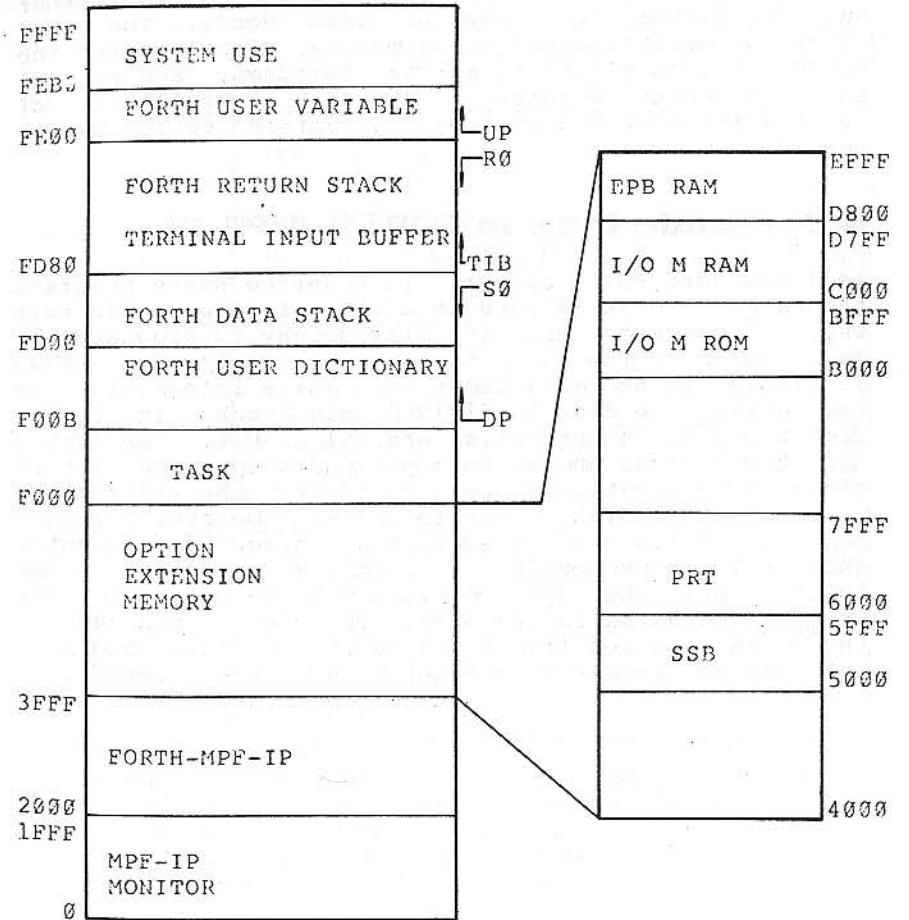 FFFF
SYSTEM USE
FORTH USER VARIABLE
FE00
UP
R0
FORTH RETURN STACK
TERMINAL INPUT BUFFER
FD80
TIB
S0
FORTH DATA STACK
FD00
FORTH USER DICTIONARY
F00B
DP
TASK
F000
OPTION
EXTENSION
MEMORY
3FFF
FORTH-MPF-IP
2000
1FFF
MPF-IP
MONITOR
0
EFFF
EPB RAM
D800
D7FF
I/O M RAM
C000
BFFF
I/O M ROM
B000
7FFF
PRT
6000
5FFF
SSB
5000
4000